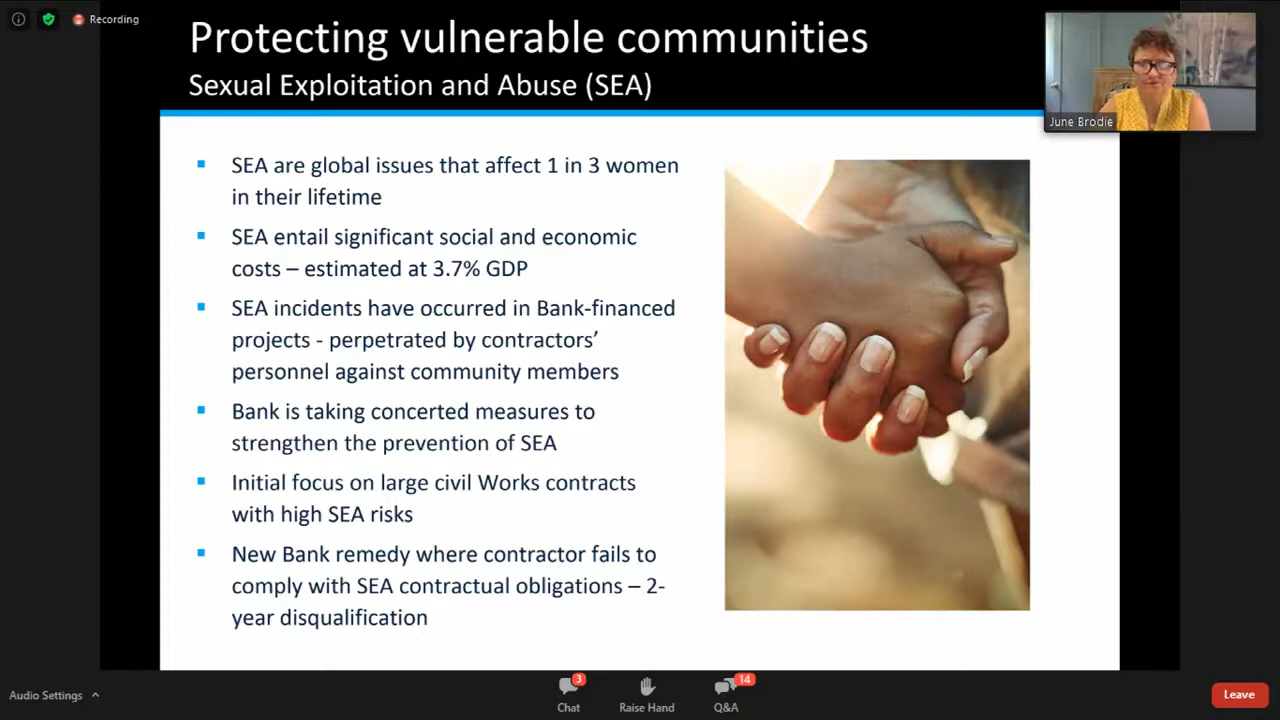 Recording
Protecting vulnerable communities
Sexual Exploitation and Abuse (SEA)
June Brodie
▪ SEA are global issues that affect 1 in 3 women
in their lifetime
▪ SEA entail significant social and economic
costs – estimated at 3.7% GDP
▪ SEA incidents have occurred in Bank-financed
projects - perpetrated by contractors’
personnel against community members
▪ Bank is taking concerted measures to
strengthen the prevention of SEA
▪ Initial focus on large civil Works contracts
with high SEA risks
▪ New Bank remedy where contractor fails to
comply with SEA contractual obligations – 2-
year disqualification
Audio Settings
3
Chat
Raise Hand
14
Q&A
Leave